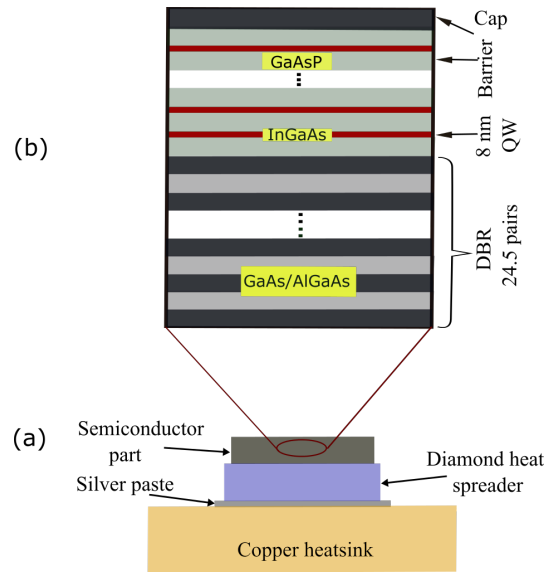 Cap
GaAsP
Barrier
(b)
InGaAs
8 nm
QW
DBR
24.5 pairs
GaAs/AlGaAs
(a)
Semiconductor
part
Silver paste
Diamond heat
spreader
Copper heatsink